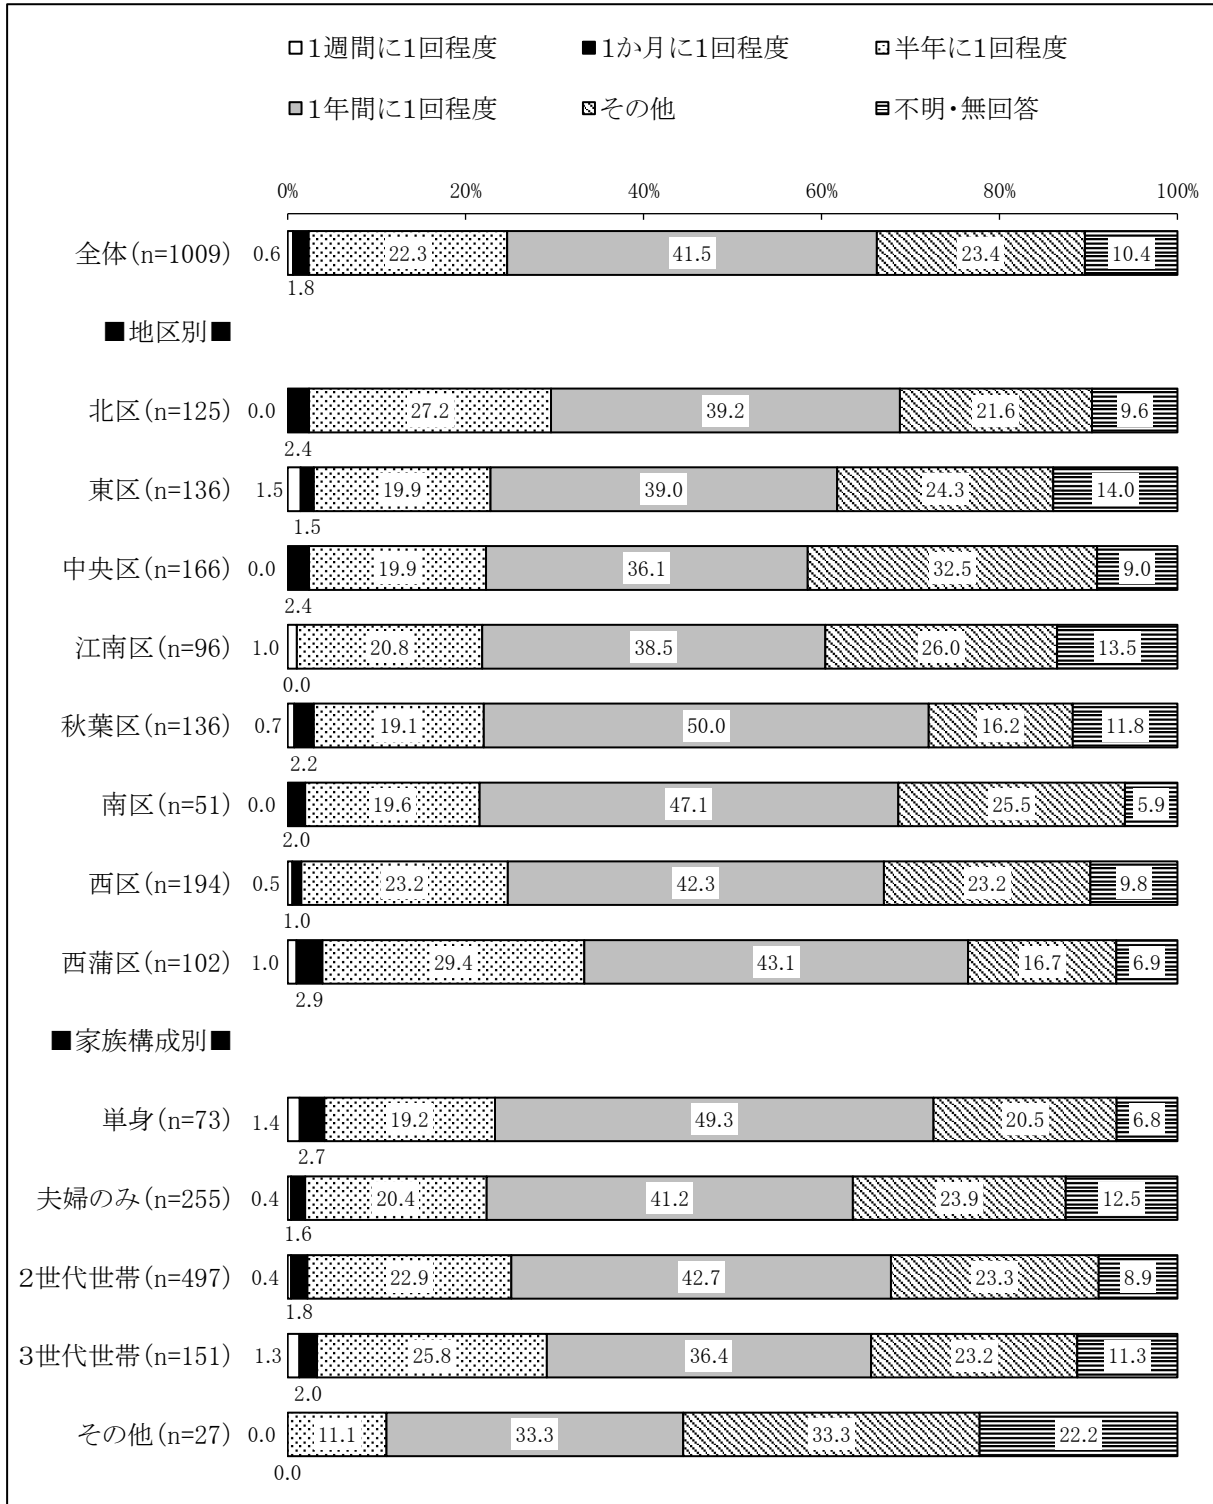 □1週間に1回程度 ■1か月に1回程度 半年に1回程度
1年間に1回程度 その他 不明・無回答
0% 20% 40% 60% 80% 100%
全体(n=1009) 0.6 22.3 41.5 23.4 10.4
1.8
■地区別■
北区(n=125) 0.0 27.2 39.2 21.6 9.6
2.4
東区(n=136) 1.5 19.9 39.0 24.3 14.0
1.5
中央区(n=166) 0.0 19.9 36.1 32.5 9.0
2.4
江南区(n=96) 1.0 20.8 38.5 26.0 13.5
0.0
秋葉区(n=136) 0.7 19.1 50.0 16.2 11.8
2.2
南区(n=51) 0.0 19.6 47.1 25.5 5.9
2.0
西区(n=194) 0.5 23.2 42.3 23.2 9.8
1.0
西蒲区(n=102) 1.0 29.4 43.1 16.7 6.9
2.9
■家族構成別■
単身(n=73) 1.4 19.2 49.3 20.5 6.8
2.7
夫婦のみ(n=255) 0.4 20.4 41.2 23.9 12.5
1.6
2世代世帯(n=497) 0.4 22.9 42.7 23.3 8.9
1.8
3世代世帯(n=151) 1.3 25.8 36.4 23.2 11.3
2.0
その他(n=27) 0.0 11.1 33.3 33.3 22.2
0.0